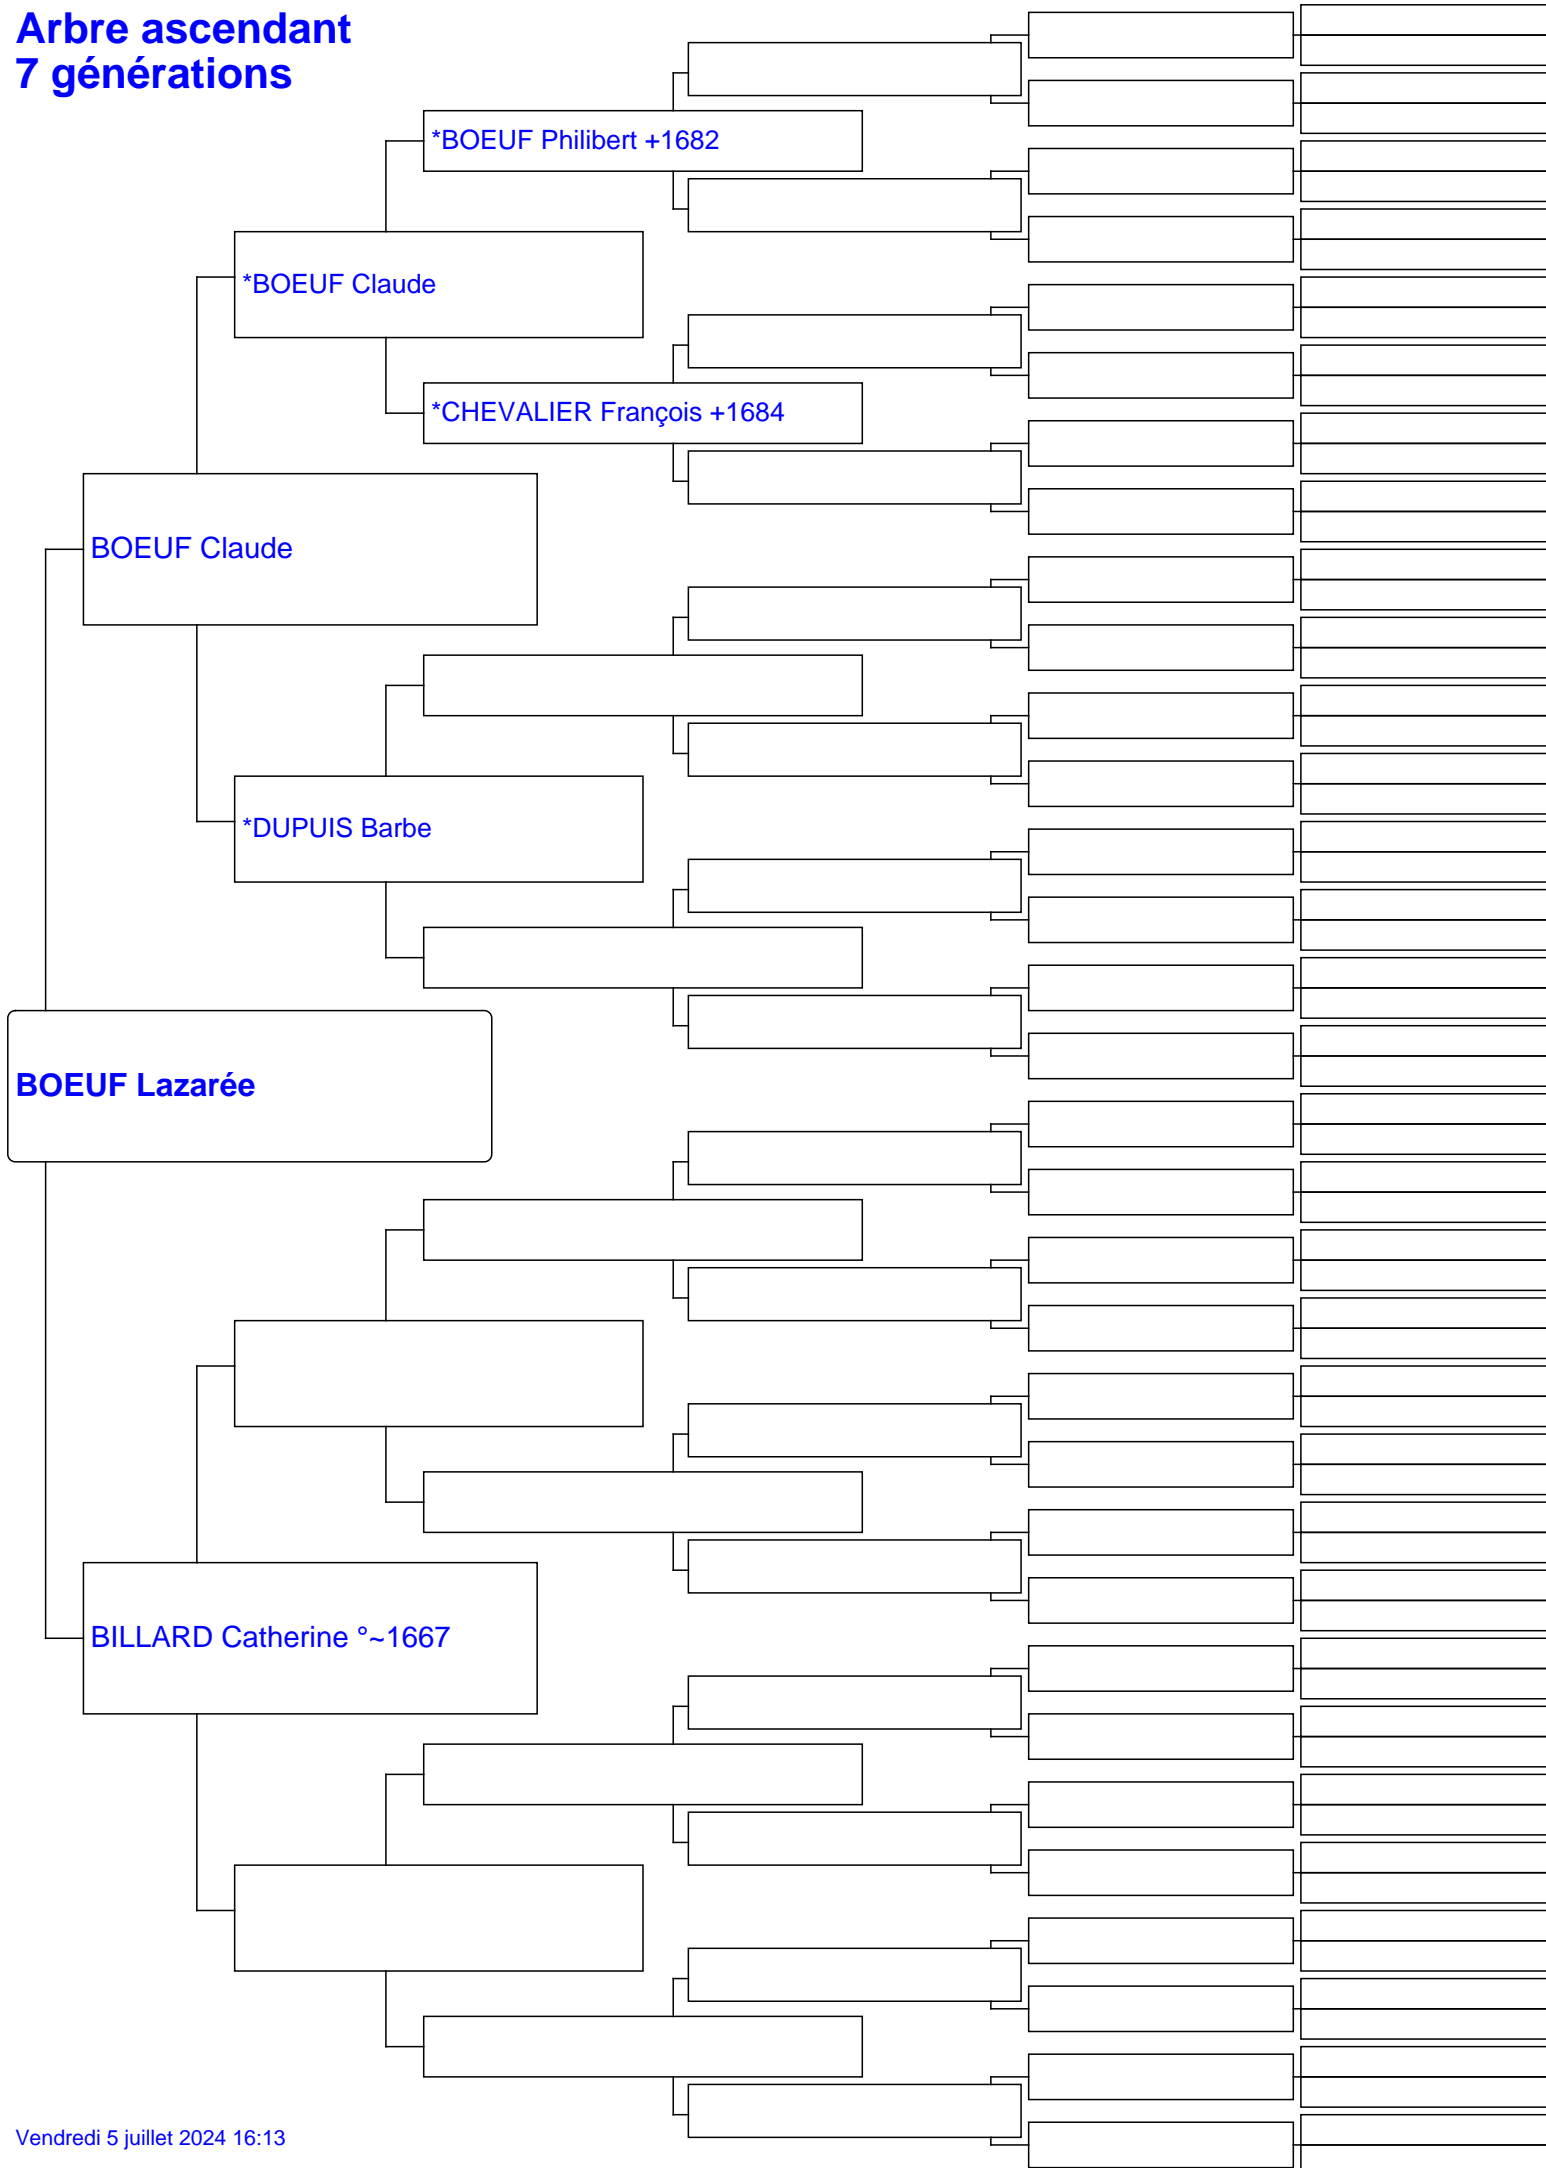 Arbre ascendant
7 générations
*BOEUF Philibert +1682
*BOEUF Claude
*CHEVALIER François +1684
BOEUF Claude
*DUPUIS Barbe
BOEUF Lazarée
BILLARD Catherine °~1667
Vendredi 5 juillet 2024 16:13